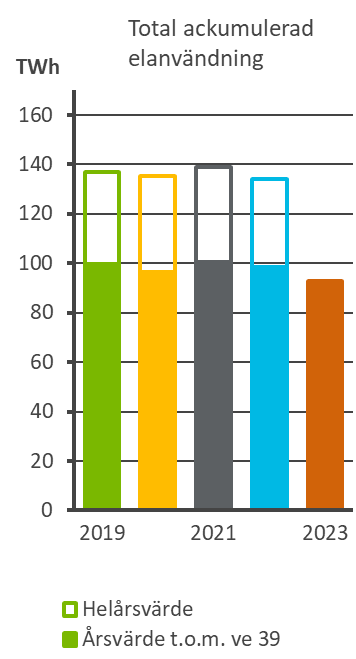 Total ackumulerad
elanvändning
TWh
160
140
120
100
80
60
40
20
0
2019 2021 2023
Helårsvärde
Årsvärde t.o.m. ve 39